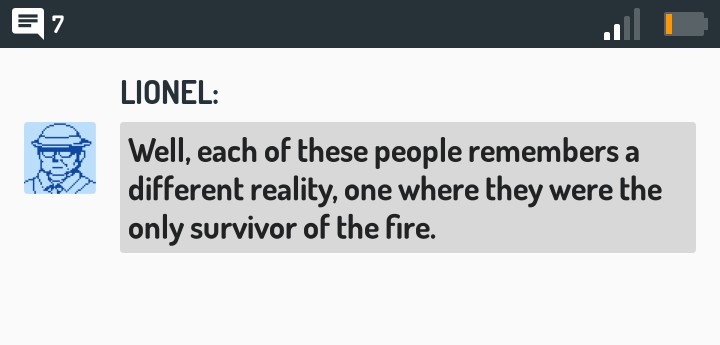 7
LIONEL:
Well, each of these people remembers a
different reality, one where they were the
only survivor of the fire.